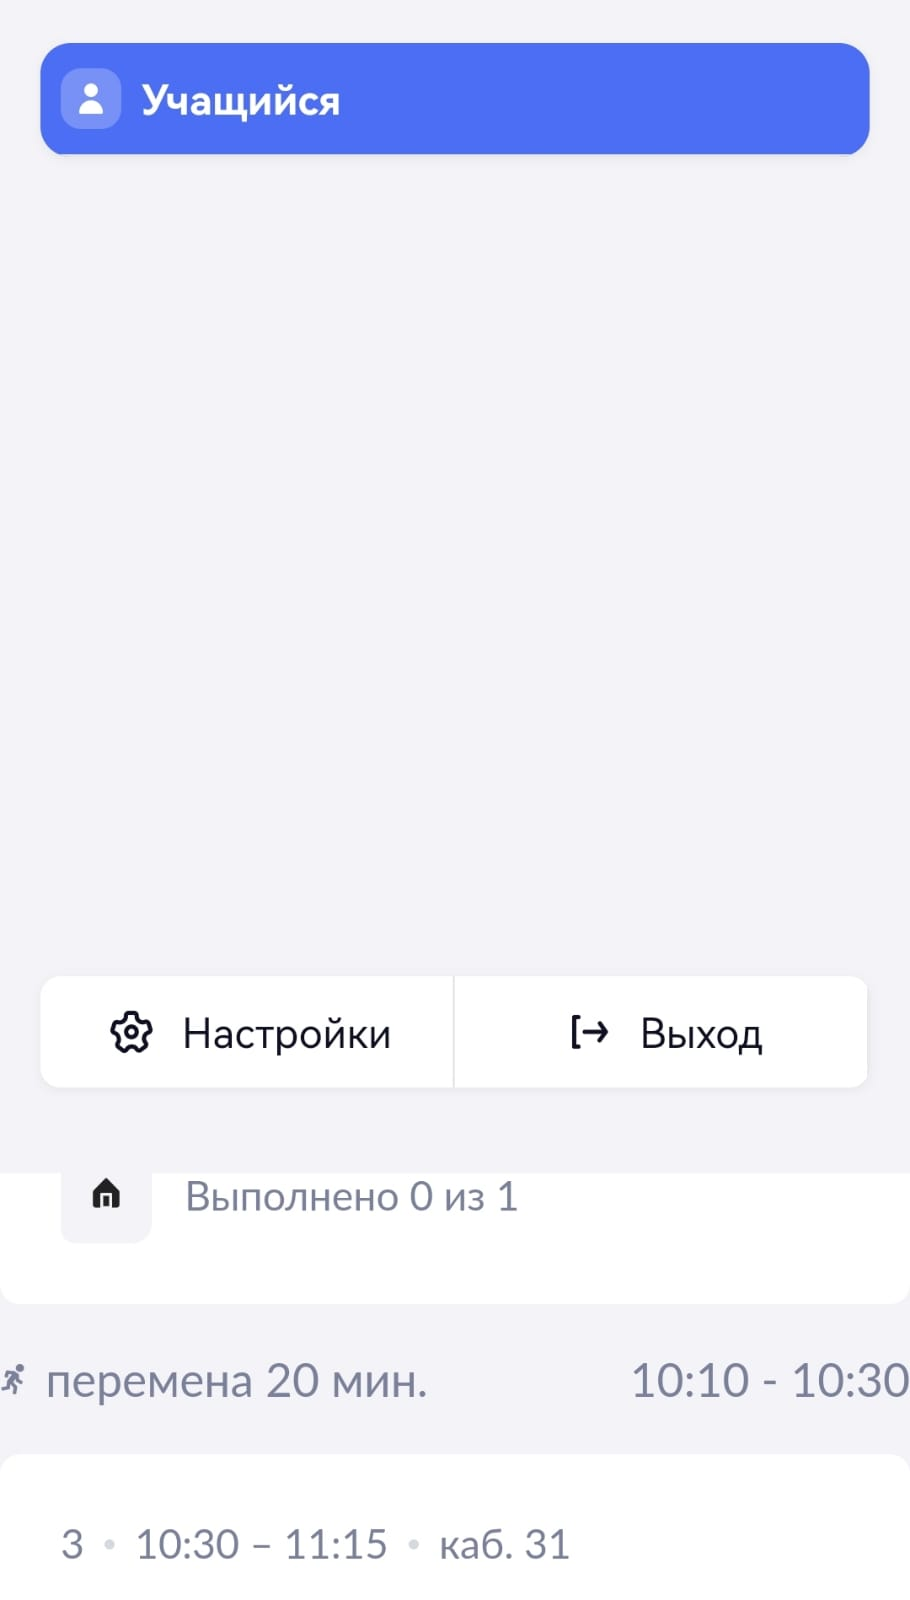 Учащийся
Настройки
Выход
Выполнено 0 из 1
перемена 20 мин. 10:10 - 10:30
3 • 10:30 – 11:15 • каб. 31